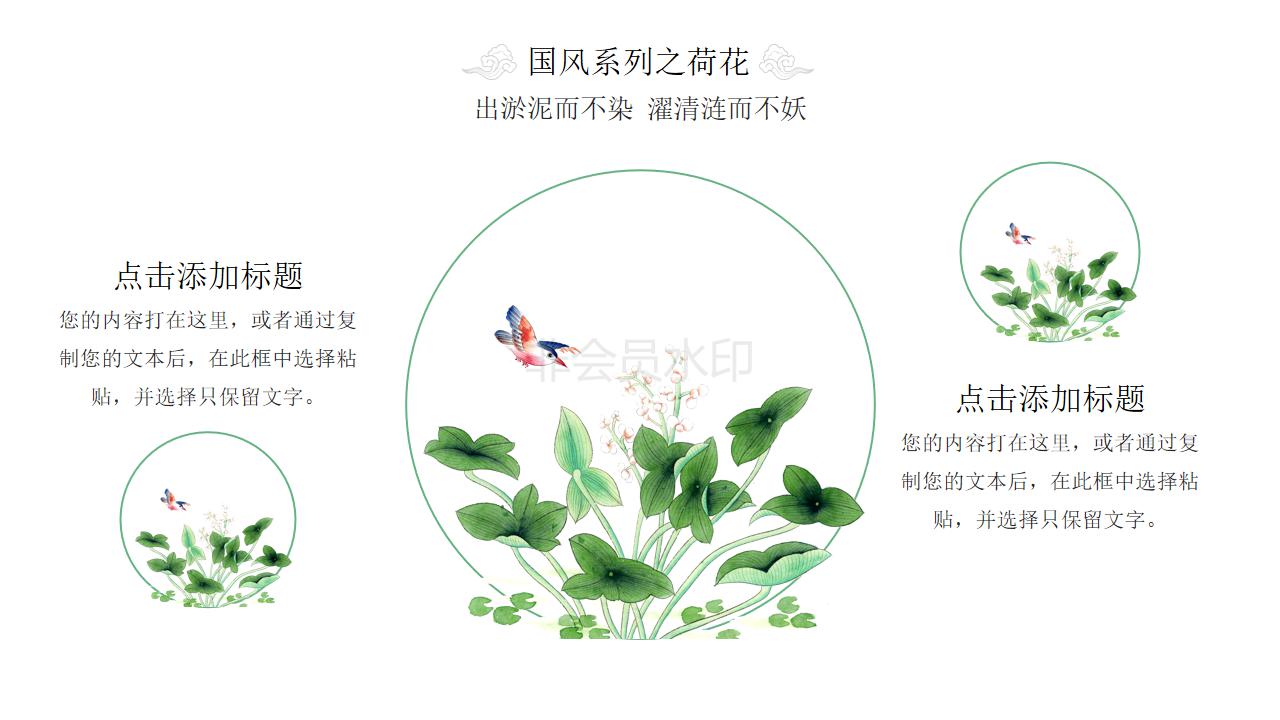 国风系列之荷花
出淤泥而不染 濯清涟而不妖
点击添加标题
您的内容打在这里，或者通过复
制您的文本后，在此框中选择粘
贴，并选择只保留文字。
非会员水印
点击添加标题
您的内容打在这里，或者通过复
制您的文本后，在此框中选择粘
贴，并选择只保留文字。